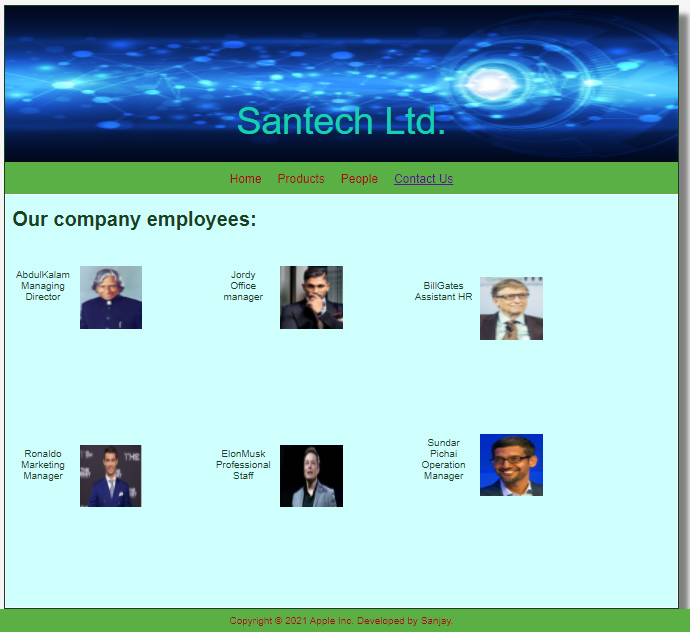 Santech Ltd.
Home Products People Contact Us
Our company employees:
AbdulKalam
Managing
Director
Jordy
Office
manager
BillGates
Assistant HR
Ronaldo
Marketing
Manager
ElonMusk
Professional
Staff
Sundar
Pichai
Operation
Manager
Copyright © 2021 Apple Inc. Developed by Sanjay.